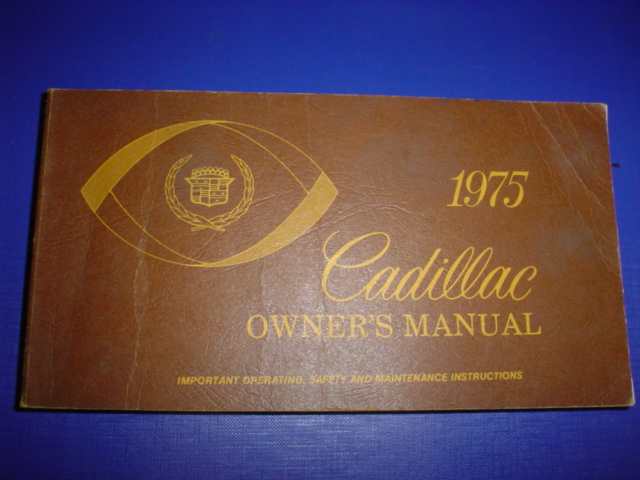 1975
Cadillac
OWNER'S MANUAL
IMPORTANT OPERATING, SAFETY AND MAINTENANCE INSTRUCTIONS